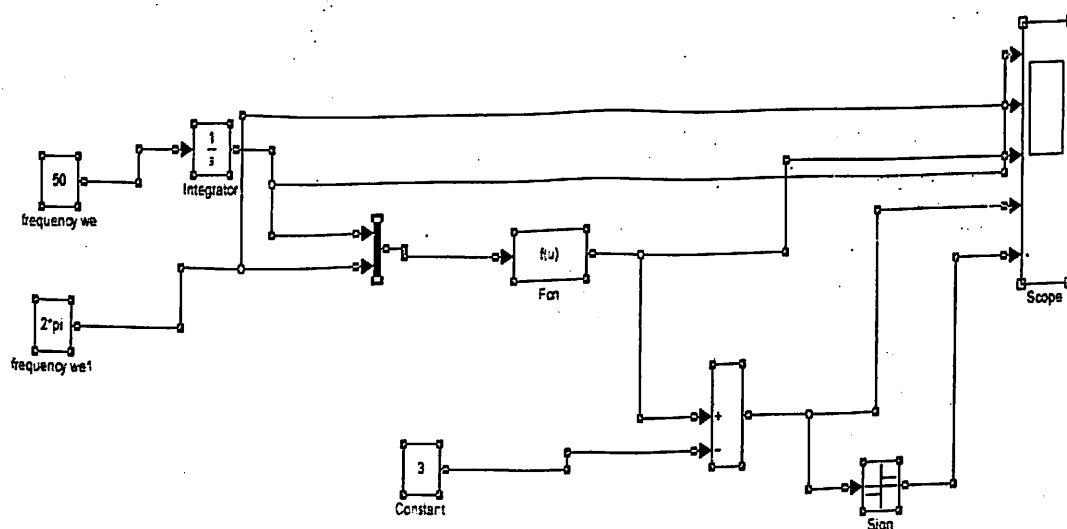 50
frequency we
1
s
Integrator
2*pi
frequency we1
f(u)
Fcn
Scope
+
-
3
Constant
Sign